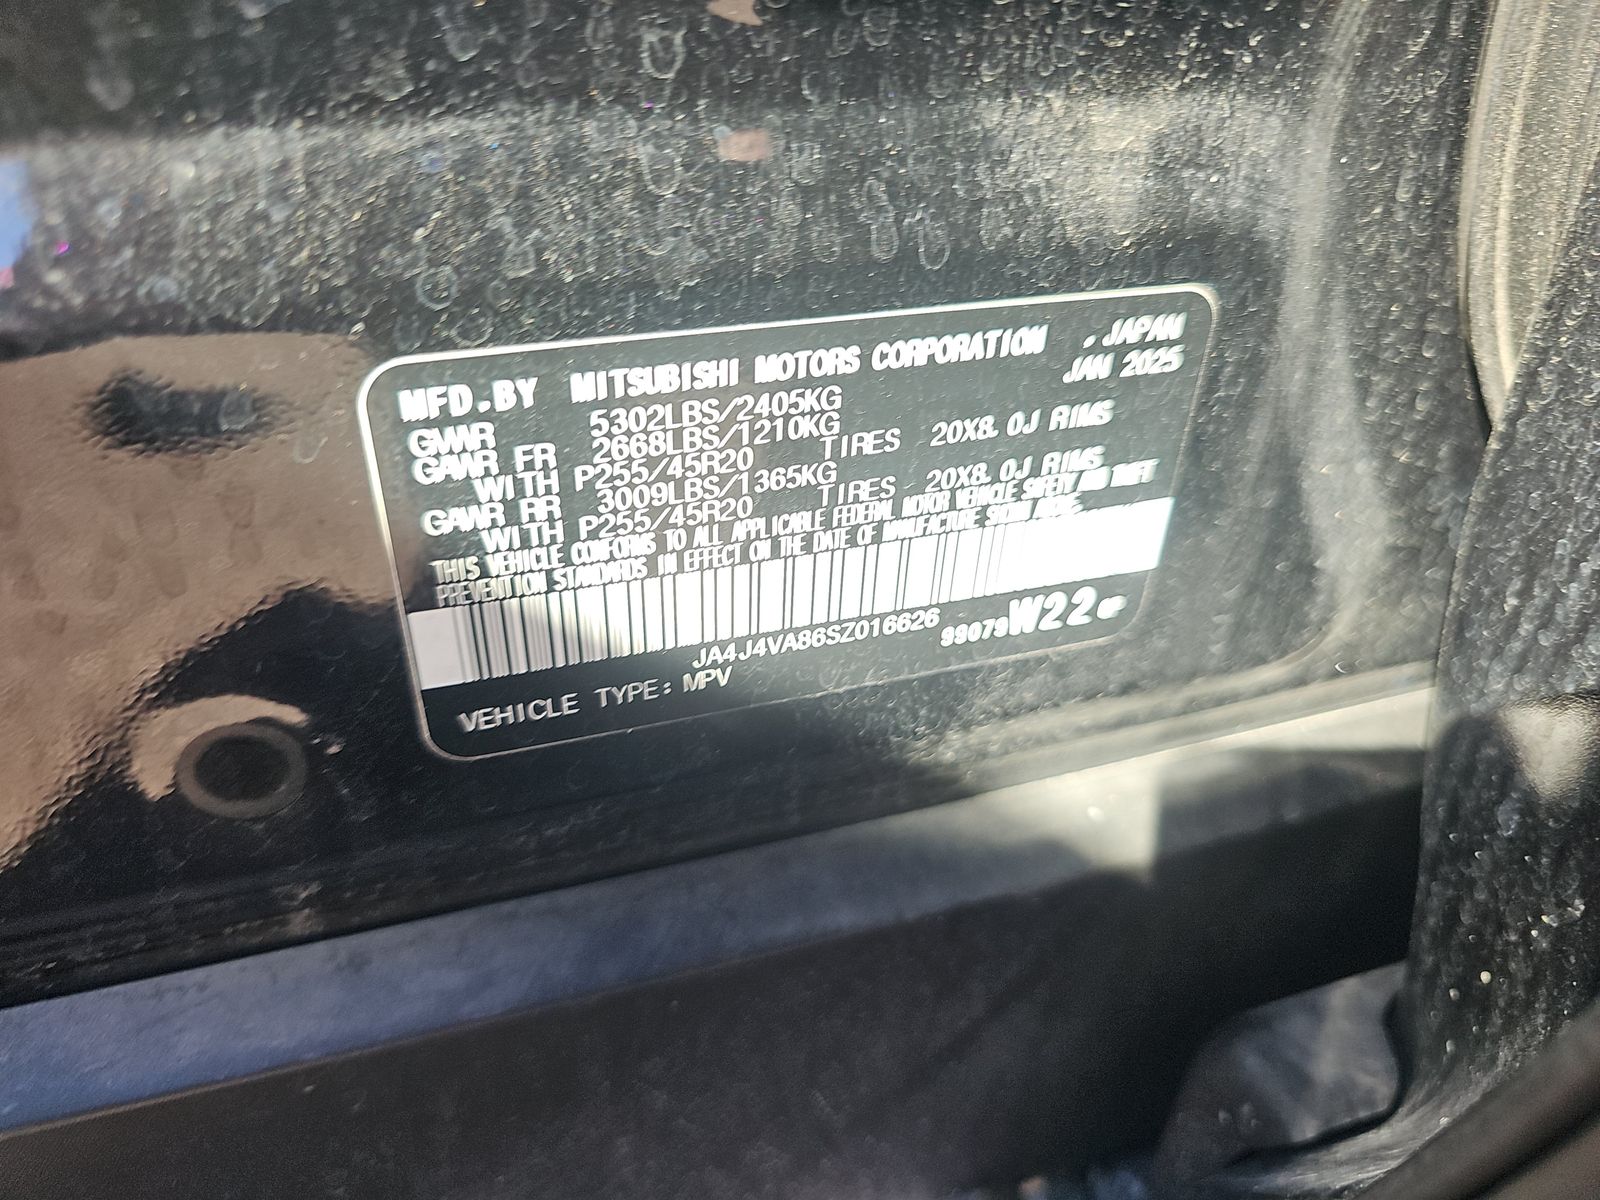 MFD.BY MITSUBISHI MOTORS CORPORATION .JAPAN
GVWR 5302LBS/2405KG JAN 2025
GAWR FR 2668LBS/1210KG
WITH P255/45R20 TIRES 20X8.0J RIMS
GAWR RR 3009LBS/1365KG
WITH P255/45R20 TIRES 20X8.0J RIMS
THIS VEHICLE CONFORMS TO ALL APPLICABLE FEDERAL MOTOR VEHICLE SAFETY AND THEFT
PREVENTION STANDARDS IN EFFECT ON THE DATE OF MANUFACTURE SHOWN ABOVE.
JA4J4VA86SZ016626 99079W22
VEHICLE TYPE: MPV